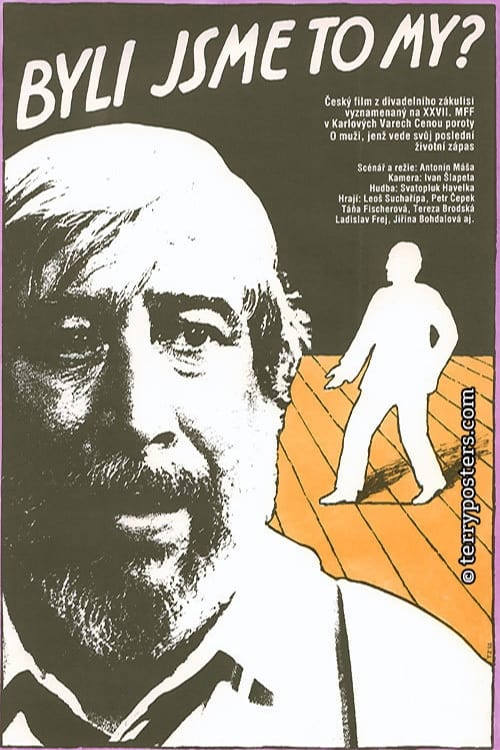 BYLI JSME TO MY?
Český film z divadelního zákulisí
vyznamenaný na XXVII. MFF
v Karlových Varech Cenou poroty
O muži, jenž vede svůj poslední
životní zápas
Scénář a režie: Antonín Máša
Kamera: Ivan Šlapeta
Hudba: Svatopluk Havelka
Hrají: Leoš Suchařípa, Petr Čepek
Táňa Fischerová, Tereza Brodská
Ladislav Frej, Jiřina Bohdalová aj.
© terryposters.com